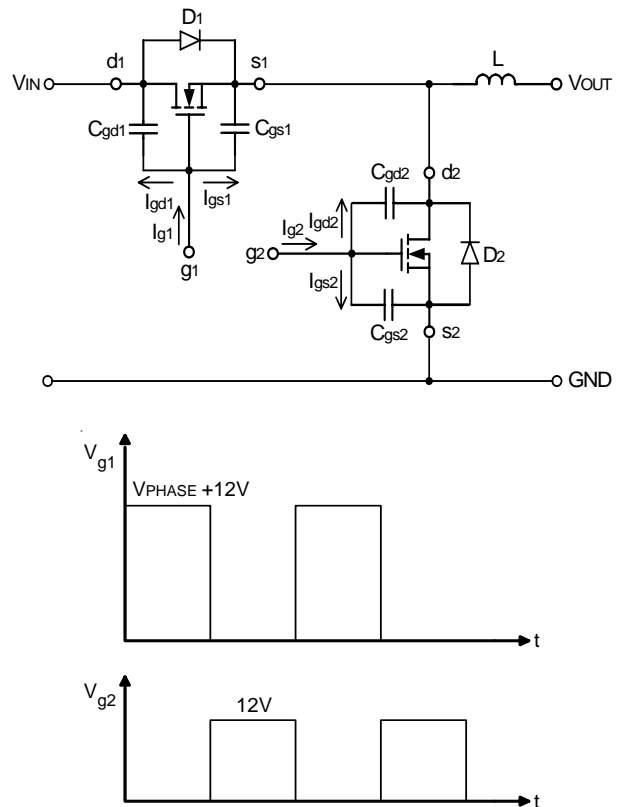 D1
d1
s1
L
VIN
VOUT
Cgd1
Cgs1
Igd1
Igs1
Ig1
g1
Cgd2
d2
Ig2
Igd2
g2
D2
Igs2
Cgs2
s2
GND
Vg1
VPHASE +12V
t
Vg2
12V
t